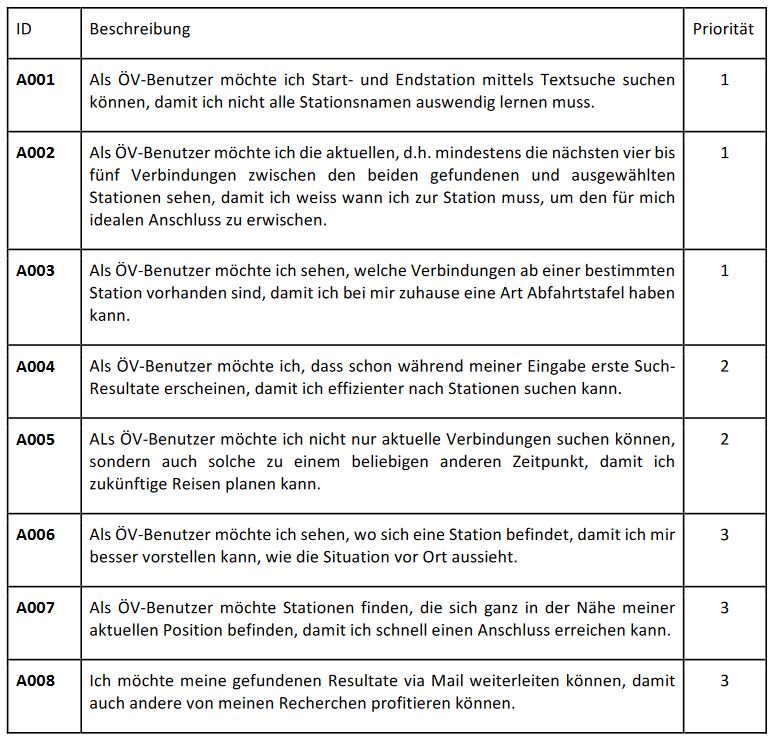 ID Beschreibung Priorität
A001 Als ÖV-Benutzer möchte ich Start- und Endstation mittels Textsuche suchen 1
können, damit ich nicht alle Stationsnamen auswendig lernen muss.
A002 Als ÖV-Benutzer möchte ich die aktuellen, d.h. mindestens die nächsten vier bis 1
fünf Verbindungen zwischen den beiden gefundenen und ausgewählten
Stationen sehen, damit ich weiss wann ich zur Station muss, um den für mich
idealen Anschluss zu erwischen.
A003 Als ÖV-Benutzer möchte ich sehen, welche Verbindungen ab einer bestimmten 1
Station vorhanden sind, damit ich bei mir zuhause eine Art Abfahrtstafel haben
kann.
A004 Als ÖV-Benutzer möchte ich, dass schon während meiner Eingabe erste Such- 2
Resultate erscheinen, damit ich effizienter nach Stationen suchen kann.
A005 ALs ÖV-Benutzer möchte ich nicht nur aktuelle Verbindungen suchen können, 2
sondern auch solche zu einem beliebigen anderen Zeitpunkt, damit ich
zukünftige Reisen planen kann.
A006 Als ÖV-Benutzer möchte ich sehen, wo sich eine Station befindet, damit ich mir 3
besser vorstellen kann, wie die Situation vor Ort aussieht.
A007 Als ÖV-Benutzer möchte Stationen finden, die sich ganz in der Nähe meiner 3
aktuellen Position befinden, damit ich schnell einen Anschluss erreichen kann.
A008 Ich möchte meine gefundenen Resultate via Mail weiterleiten können, damit 3
auch andere von meinen Recherchen profitieren können.